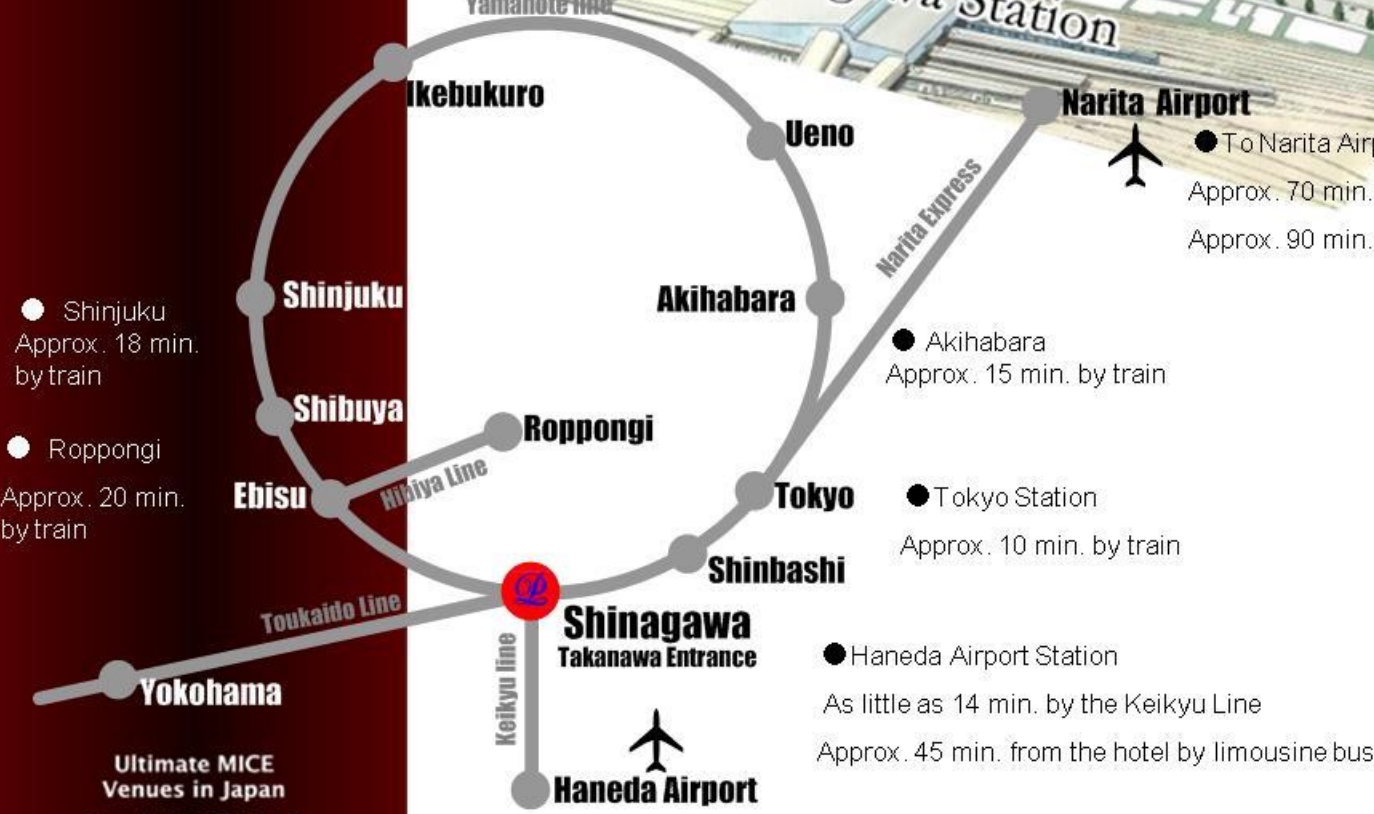 Yamanote line
Station
Ikebukuro
Ueno
Narita Airport
●To Narita
Approx. 70 min.
Approx. 90 min.
Narita Express
Shinjuku
Akihabara
● Shinjuku
Approx. 18 min.
by train
● Akihabara
Approx. 15 min. by train
Shibuya
Roppongi
● Roppongi
Approx. 20 min.
by train
Hibiya Line
Ebisu
Tokyo
●Tokyo Station
Approx. 10 min. by train
Shinbashi
Toukaido Line
Shinagawa
Takanawa Entrance
Keikyu line
●Haneda Airport Station
As little as 14 min. by the Keikyu Line
Approx. 45 min. from the hotel by limousine bus
Yokohama
Ultimate MICE
Venues in Japan
Haneda Airport